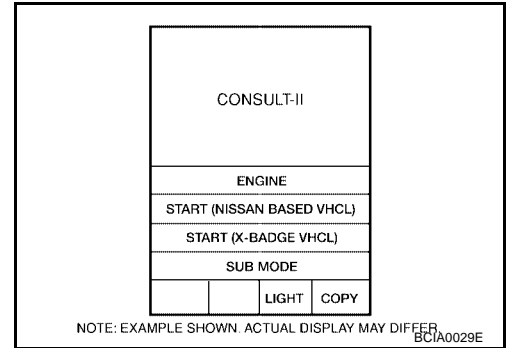 CONSULT-II
ENGINE
START (NISSAN BASED VHCL)
START (X-BADGE VHCL)
SUB MODE
LIGHT COPY
NOTE: EXAMPLE SHOWN. ACTUAL DISPLAY MAY DIFFER.
BCIA0029E